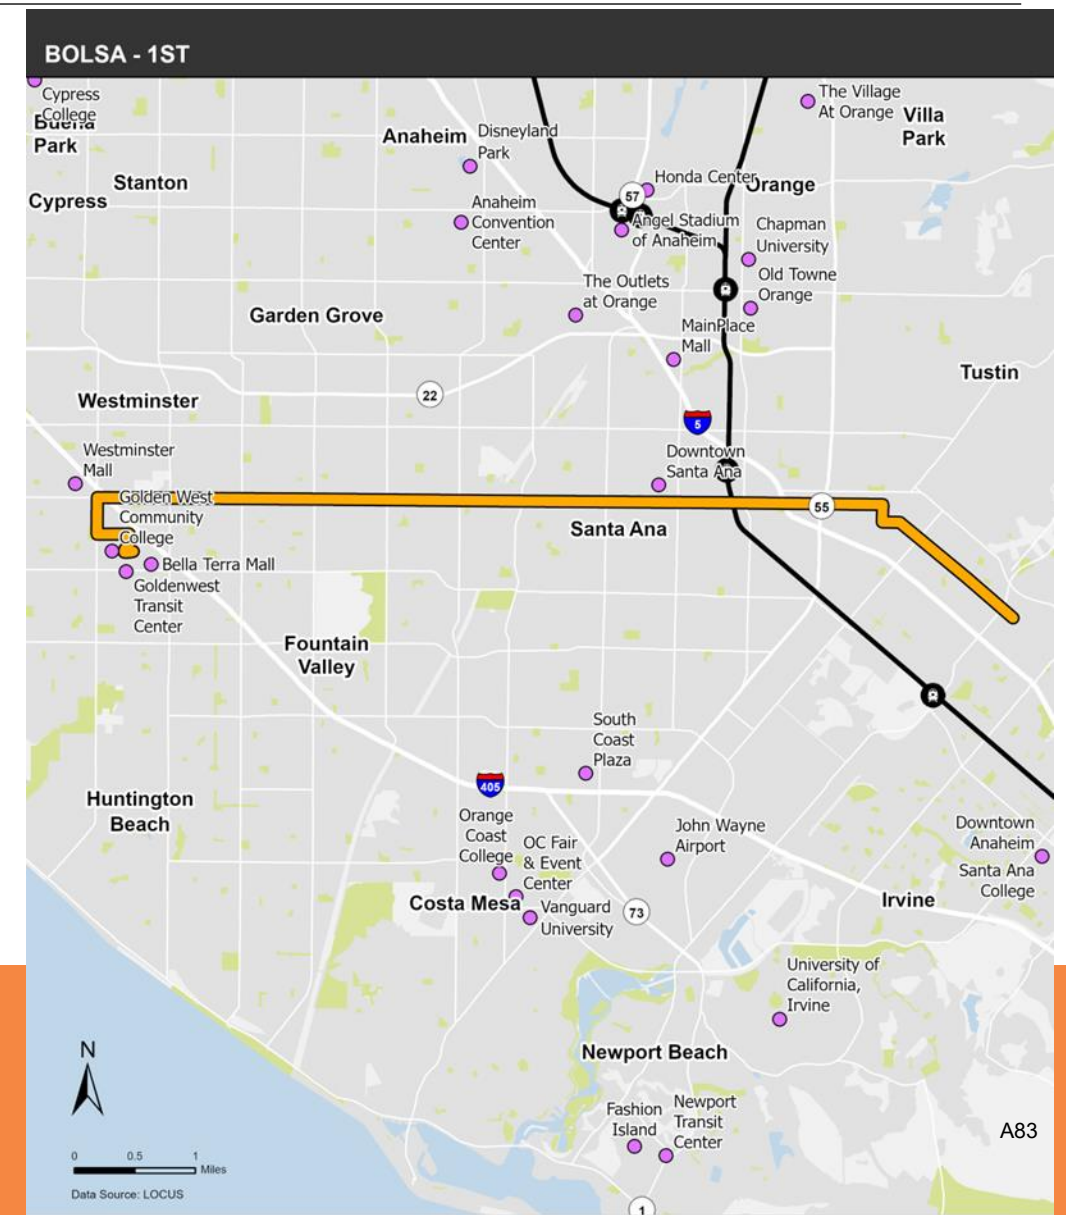 BOLSA - 1ST
Cypress
College
Buena
Park
The Village
At Orange
Villa
Park
Anaheim
Disneyland
Park
Stanton
Cypress
Honda Center
Orange
57
Anaheim
Convention
Center
Angel Stadium
of Anaheim
Chapman
University
The Outlets
at Orange
Old Towne
Orange
Garden Grove
MainPlace
Mall
Tustin
22
Westminster
5
Westminster
Mall
Downtown
Santa Ana
Golden West
Community
College
55
Santa Ana
Bella Terra Mall
Goldenwest
Transit
Center
Fountain
Valley
South
Coast
Plaza
405
Huntington
Beach
Orange
Coast
College
OC Fair
& Event
Center
John Wayne
Airport
Downtown
Anaheim
Santa Ana
College
Costa Mesa
Vanguard
University
73
Irvine
University of
California,
Irvine
N
Newport Beach
Fashion
Island
Newport
Transit
Center
A83
0 0.5 1
Miles
Data Source: LOCUS
1